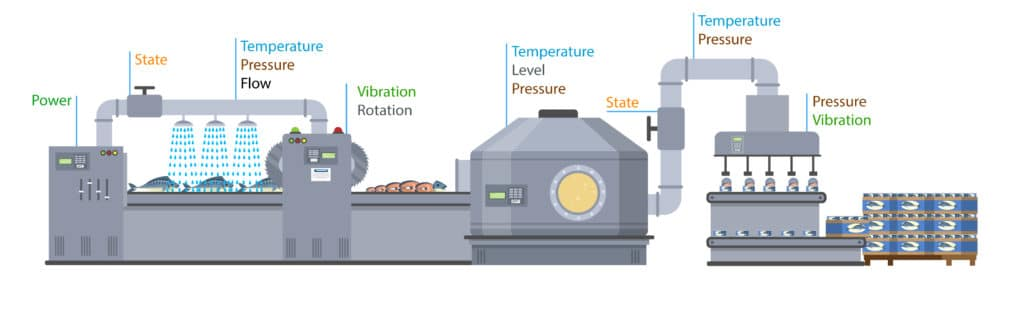 Power
State
Temperature
Pressure
Flow
Vibration
Rotation
Temperature
Level
Pressure
State
Temperature
Pressure
Pressure
Vibration